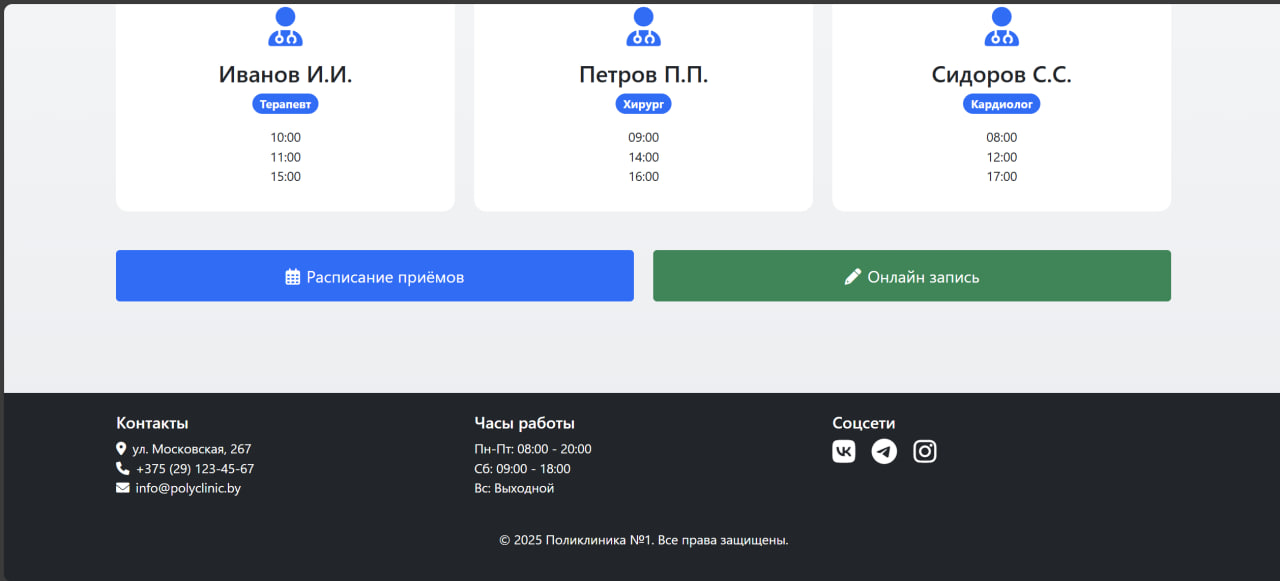 Иванов И.И.
Терапевт
10:00
11:00
15:00
Петров П.П.
Хирург
09:00
14:00
16:00
Сидоров С.С.
Кардиолог
08:00
12:00
17:00
Расписание приёмов
Онлайн запись
Контакты
ул. Московская, 267
+375 (29) 123-45-67
info@polyclinic.by
Часы работы
Пн-Пт: 08:00 - 20:00
Сб: 09:00 - 18:00
Вс: Выходной
Соцсети
© 2025 Поликлиника №1. Все права защищены.